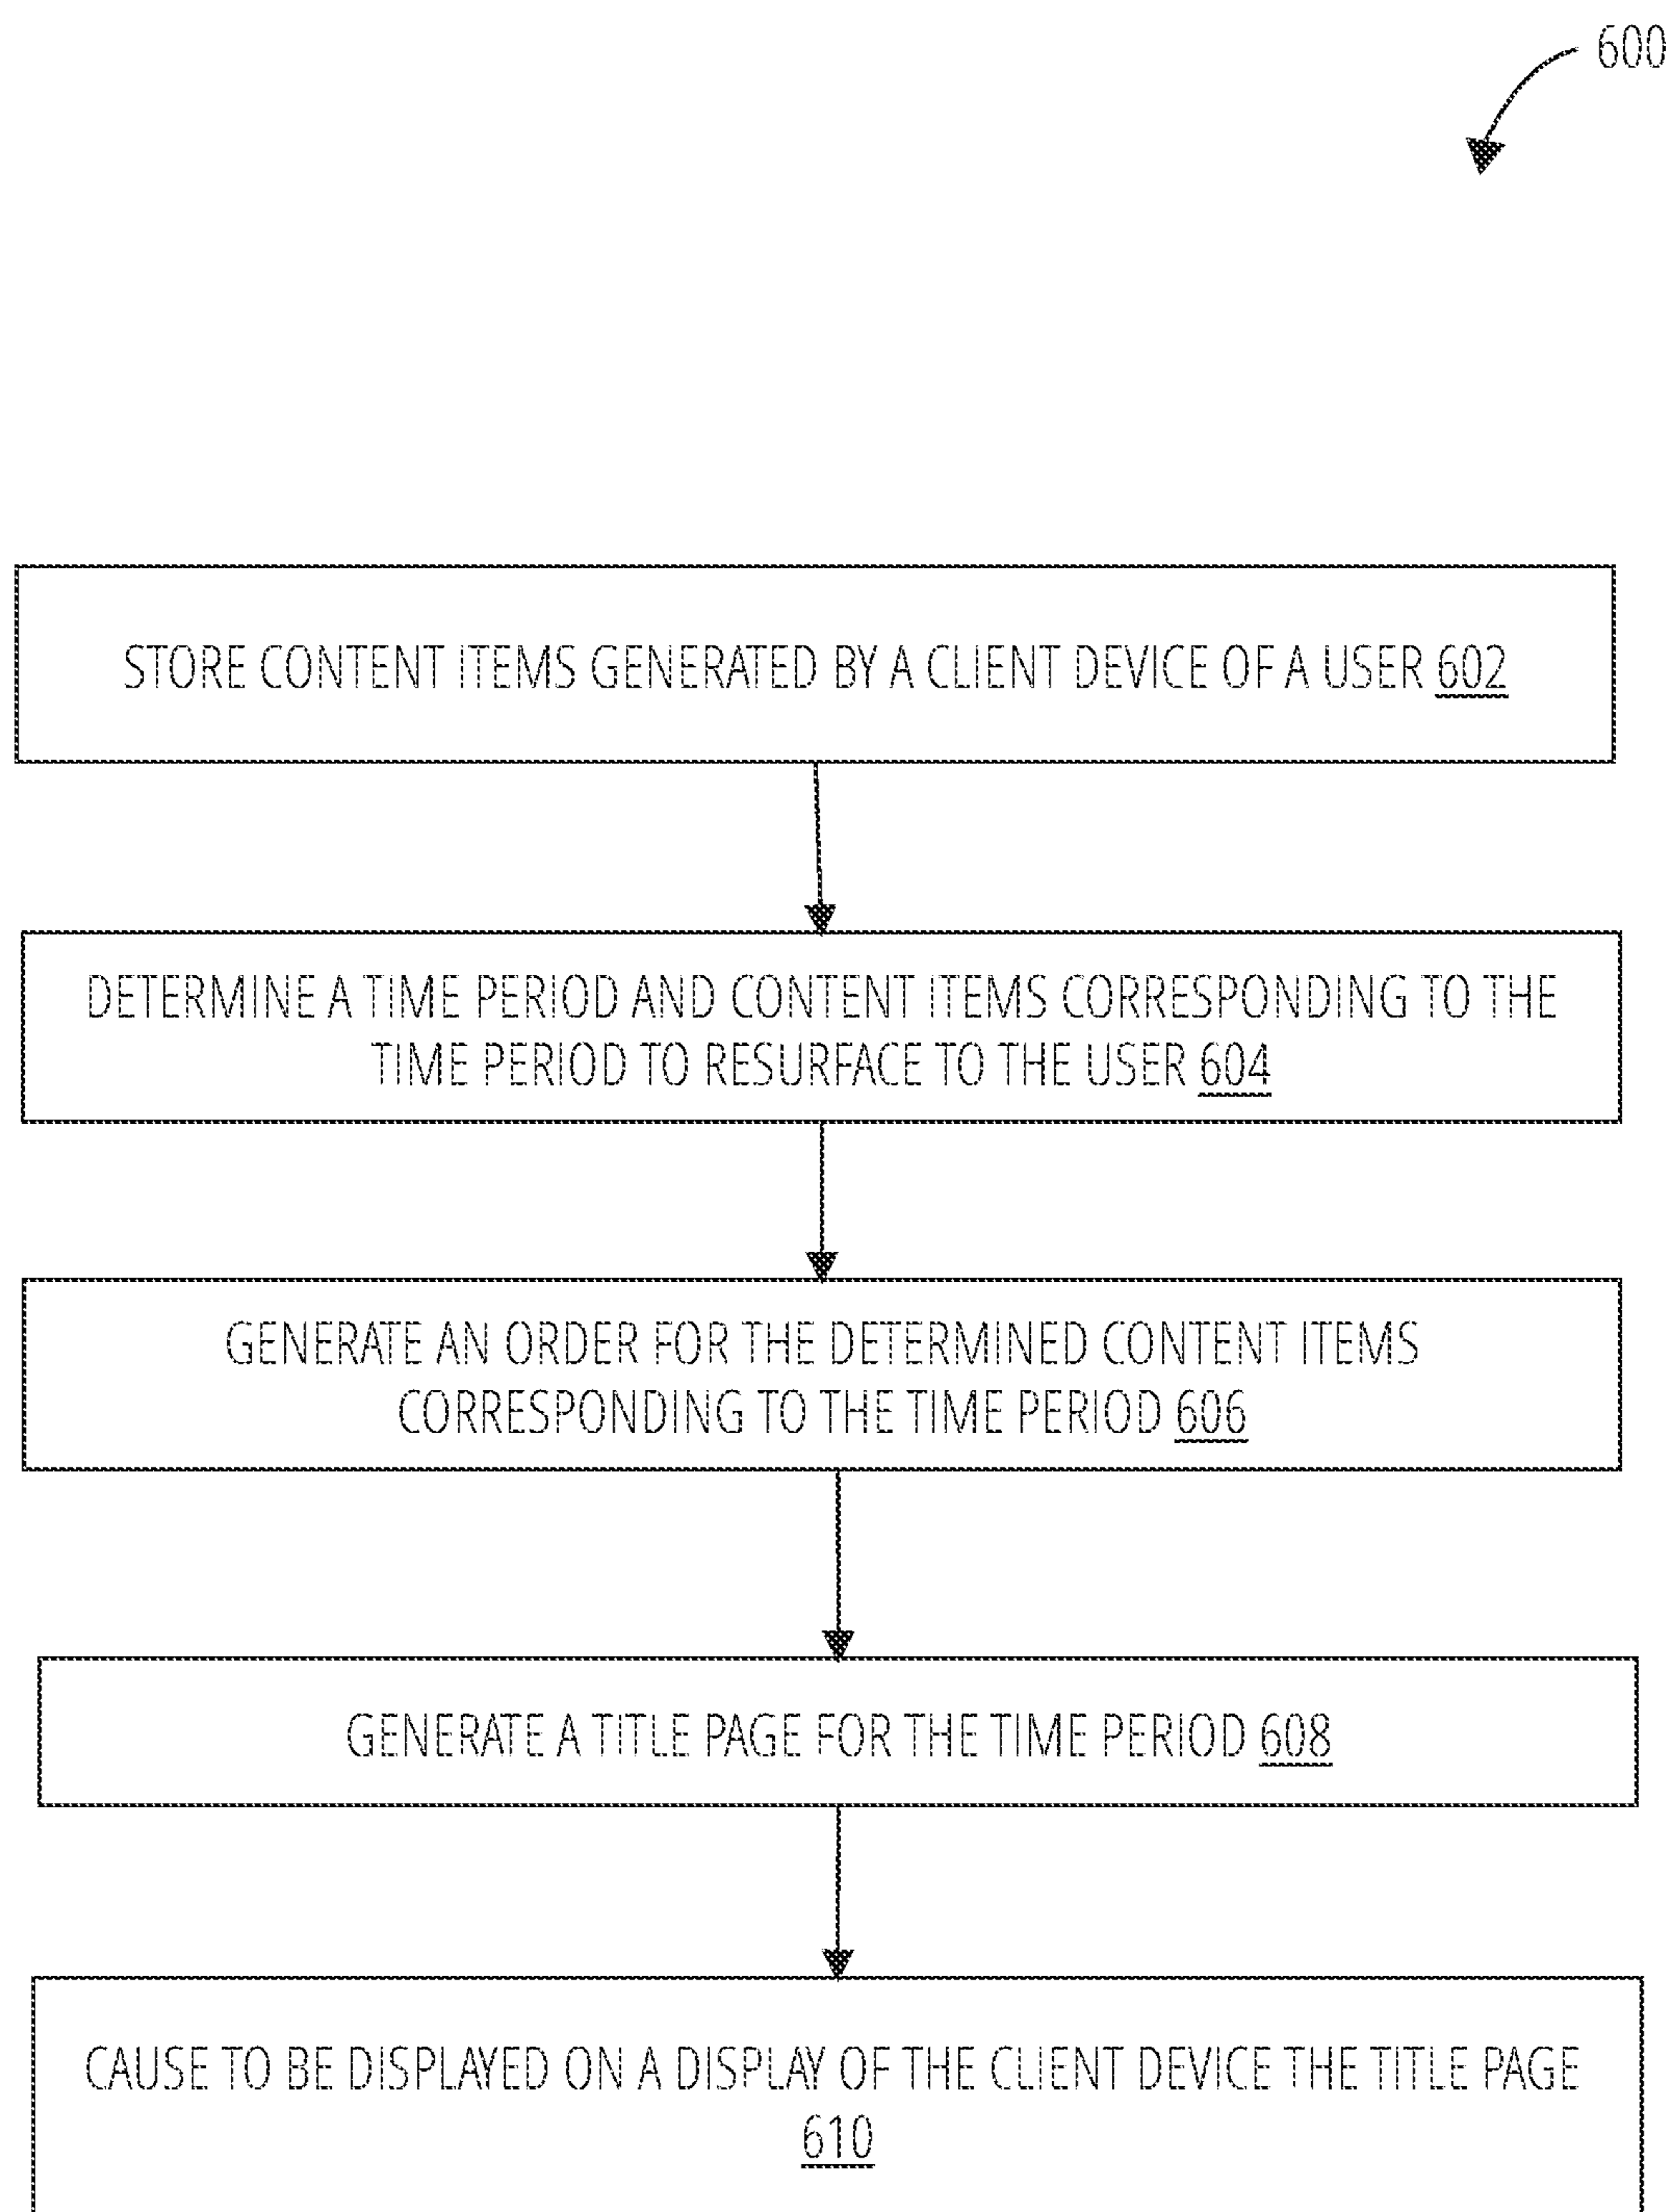 600
STORE CONTENT ITEMS GENERATED BY A CLIENT DEVICE OF A USER 602
DETERMINE A TIME PERIOD AND CONTENT ITEMS CORRESPONDING TO THE
TIME PERIOD TO RESURFACE TO THE USER 604
GENERATE AN ORDER FOR THE DETERMINED CONTENT ITEMS
CORRESPONDING TO THE TIME PERIOD 606
GENERATE A TITLE PAGE FOR THE TIME PERIOD 608
CAUSE TO BE DISPLAYED ON A DISPLAY OF THE CLIENT DEVICE THE TITLE PAGE
610